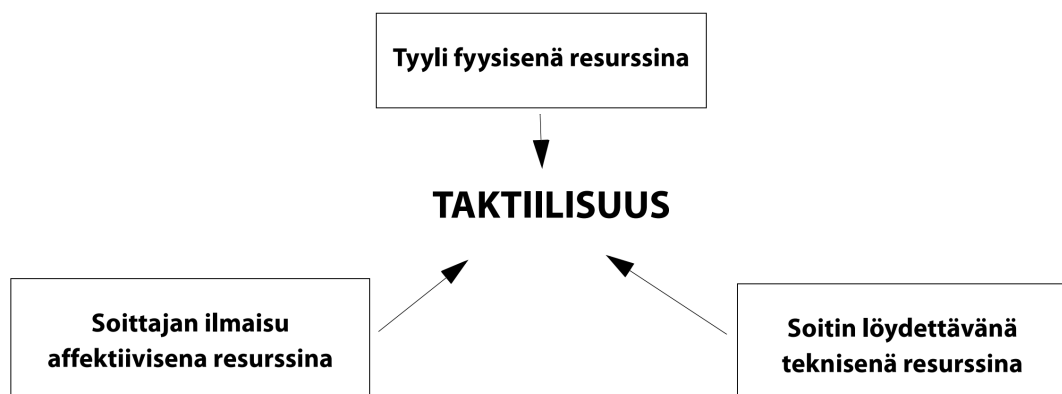 Tyyli fyysisenä resurssina
TAKTIILISUUS
Soittajan ilmaisu
affektiivisena resurssina
Soitin löydettävänä
teknisenä resurssina